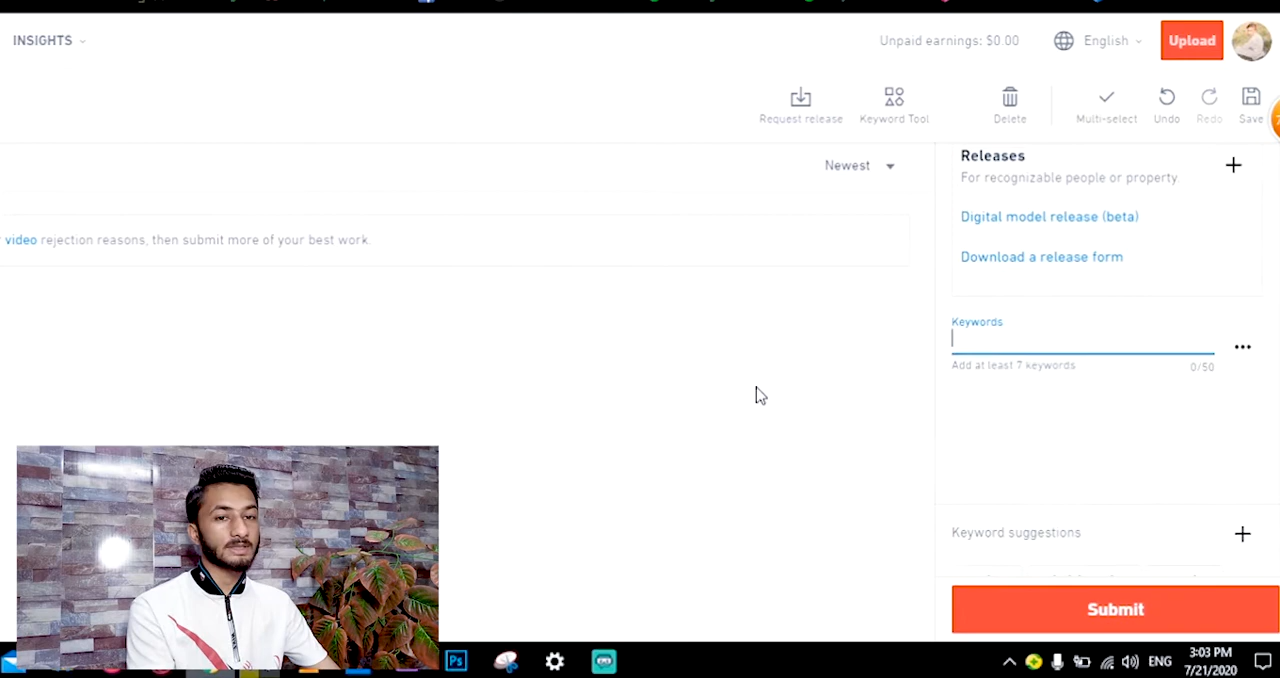 INSIGHTS
Unpaid earnings: $0.00
English
Upload
Request release
Keyword Tool
Delete
Multi-select
Undo
Redo
Save
Newest
Releases
For recognizable people or property.
Digital model release (beta)
Download a release form
video rejection reasons, then submit more of your best work.
Keywords
Add at least 7 keywords
0/50
Keyword suggestions
Submit
Ps
ENG
3:03 PM
7/21/2020